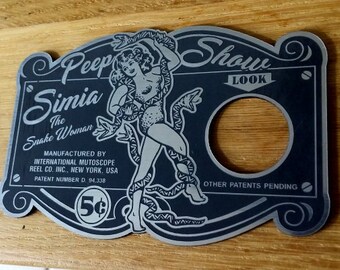 Peep Show
LOOK
Simia
The
Snake Woman
MANUFACTURED BY
INTERNATIONAL MUTOSCOPE
REEL CO. INC., NEW YORK, USA
PATENT NUMBER D. 94,338
OTHER PATENTS PENDING
5¢